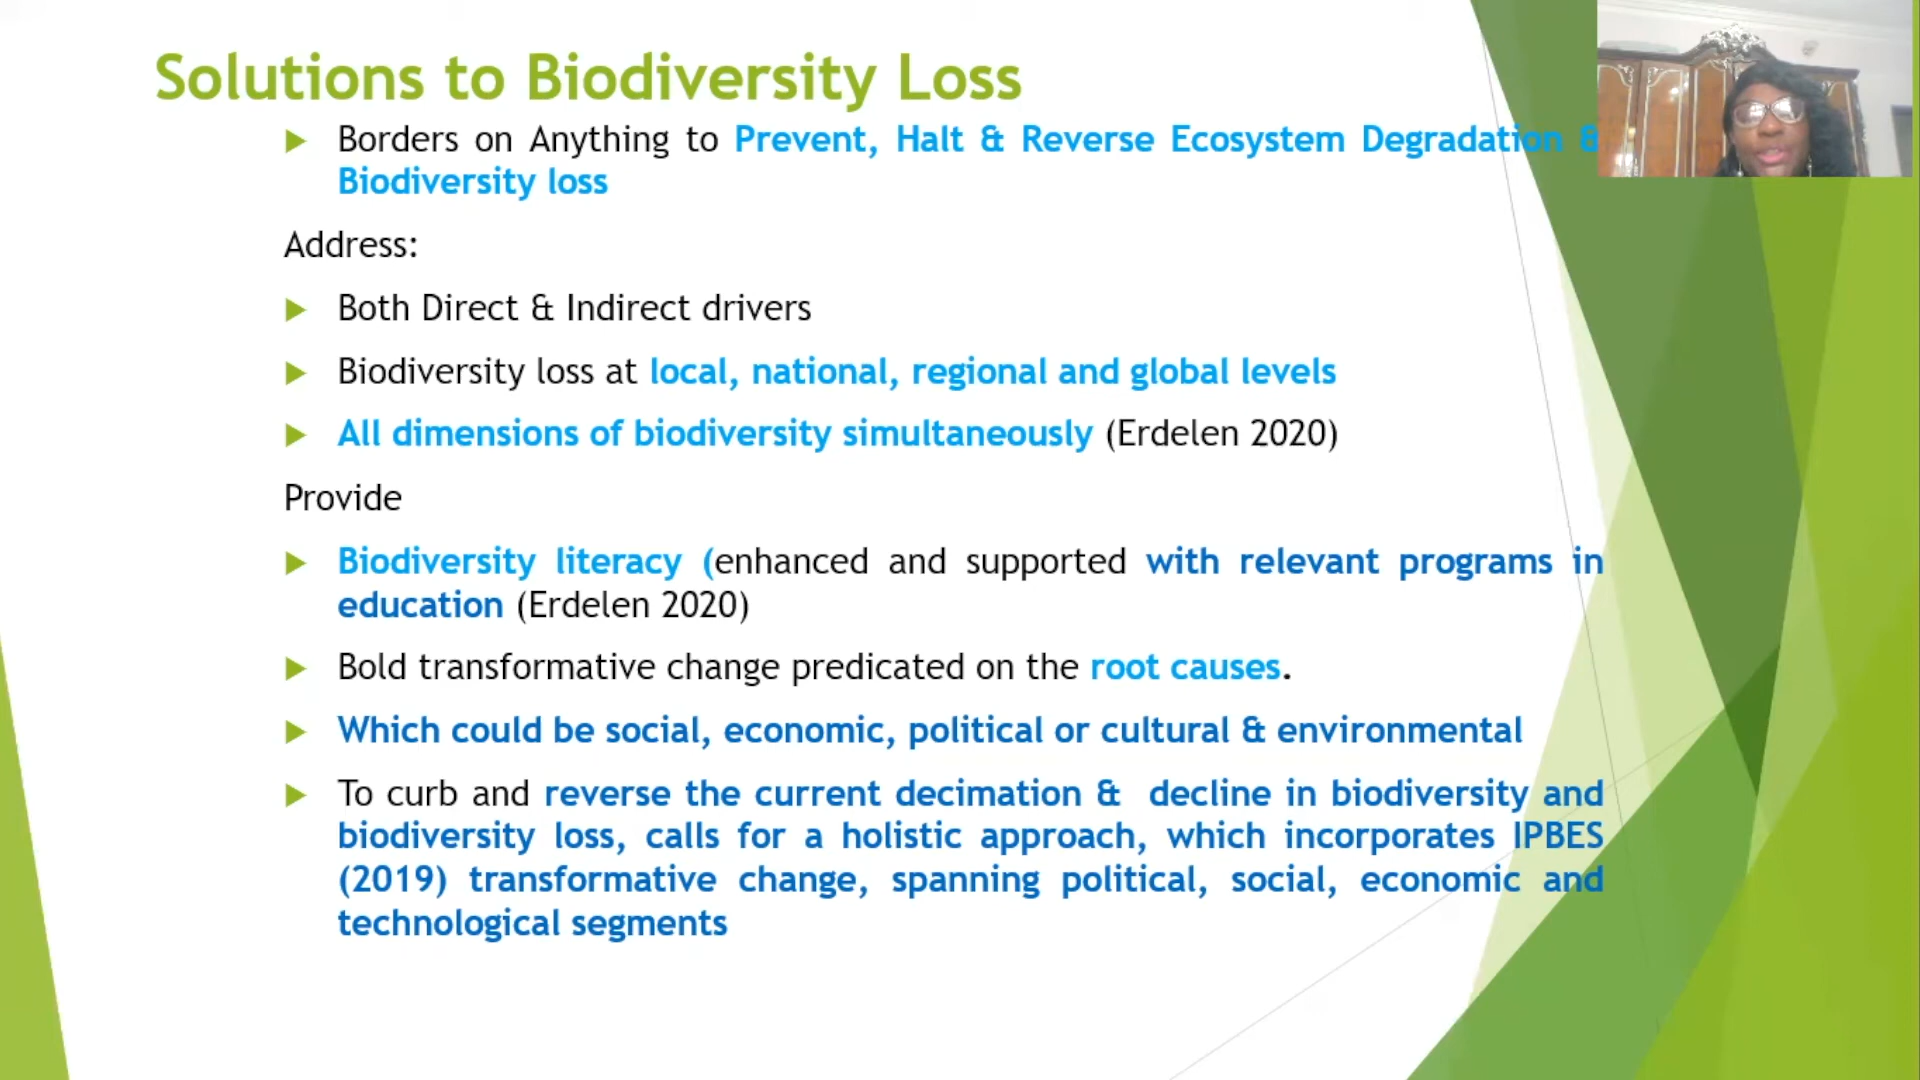 Solutions to Biodiversity Loss
Borders on Anything to Prevent, Halt & Reverse Ecosystem Degradation &
Biodiversity loss
Address:
Both Direct & Indirect drivers
Biodiversity loss at local, national, regional and global levels
All dimensions of biodiversity simultaneously (Erdelen 2020)
Provide
Biodiversity literacy (enhanced and supported with relevant programs in
education (Erdelen 2020)
Bold transformative change predicated on the root causes.
Which could be social, economic, political or cultural & environmental
To curb and reverse the current decimation & decline in biodiversity and
biodiversity loss, calls for a holistic approach, which incorporates IPBES
(2019) transformative change, spanning political, social, economic and
technological segments